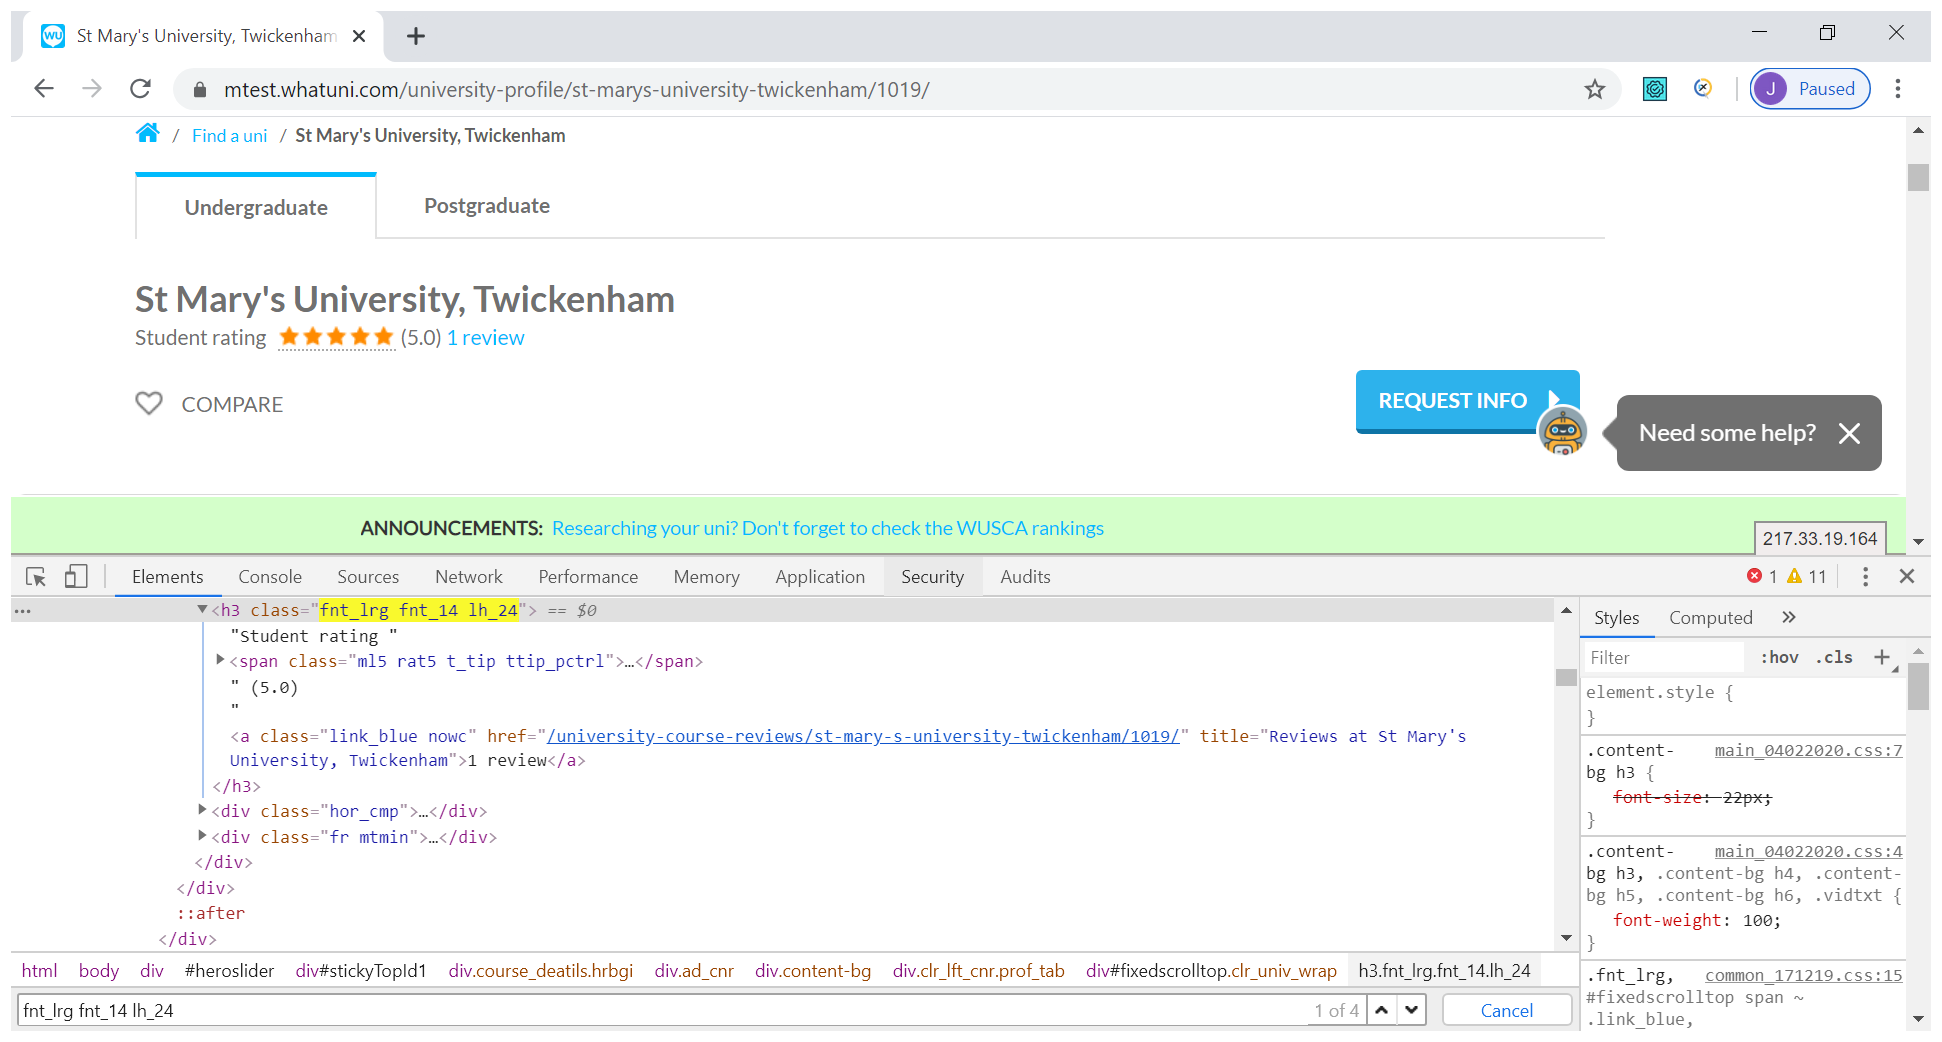 WU St Mary's University, Twickenham
mtest.whatuni.com/university-profile/st-marys-university-twickenham/1019/
J Paused
/ Find a uni / St Mary's University, Twickenham
Undergraduate Postgraduate
St Mary's University, Twickenham
Student rating (5.0) 1 review
COMPARE
REQUEST INFO
Need some help?
ANNOUNCEMENTS: Researching your uni? Don't forget to check the WUSCA rankings
217.33.19.164
Elements Console Sources Network Performance Memory Application Security Audits 1 11
... <h3 class="fnt_lrg fnt_14 lh_24"> == $0
"Student rating "
<span class="ml5 rat5 t_tip ttip_pctrl">…</span>
" (5.0)
"
<a class="link_blue nowc" href="/university-course-reviews/st-mary-s-university-twickenham/1019/" title="Reviews at St Mary's
University, Twickenham">1 review</a>
</h3>
<div class="hor_cmp">…</div>
<div class="fr mtmin">…</div>
</div>
</div>
::after
</div>
html body div #heroslider div#stickyTopId1 div.course_deatils.hrbgi div.ad_cnr div.content-bg div.clr_lft_cnr.prof_tab div#fixedscrolltop.clr_univ_wrap h3.fnt_lrg.fnt_14.lh_24
fnt_lrg fnt_14 lh_24 1 of 4 Cancel
Styles Computed »
Filter :hov .cls +
element.style {
}
.content- main_04022020.css:7
bg h3 {
font-size: 22px;
}
.content- main_04022020.css:4
bg h3, .content-bg h4, .content-
bg h5, .content-bg h6, .vidtxt {
font-weight: 100;
}
.fnt_lrg, common_171219.css:15
#fixedscrolltop span ~
.link_blue,